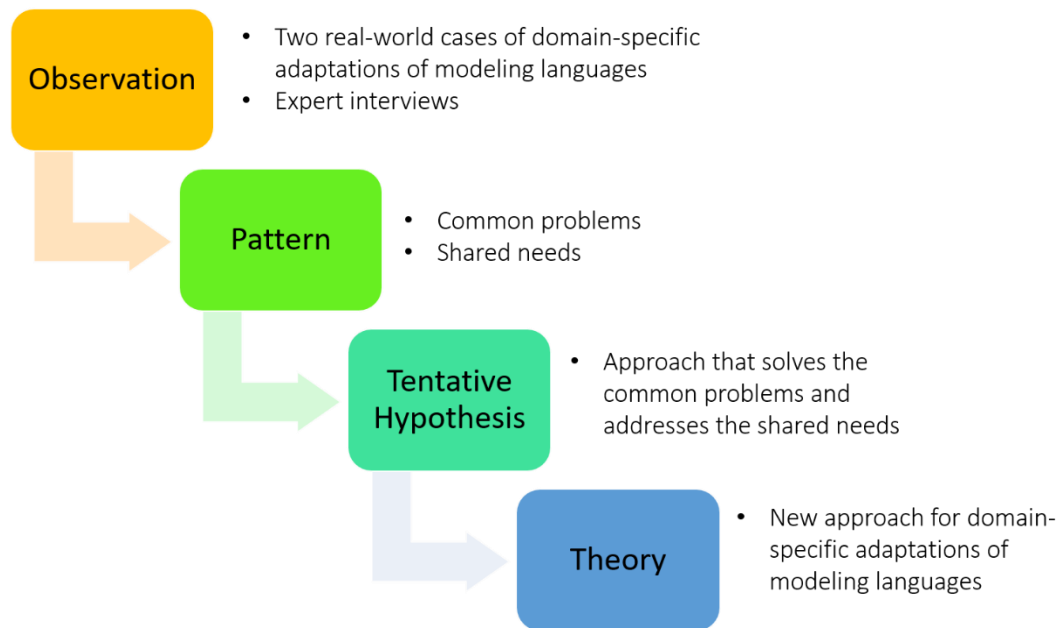 Observation
• Two real-world cases of domain-specific
adaptations of modeling languages
• Expert interviews
Pattern
• Common problems
• Shared needs
Tentative
Hypothesis
• Approach that solves the
common problems and
addresses the shared needs
Theory
• New approach for domain-
specific adaptations of
modeling languages